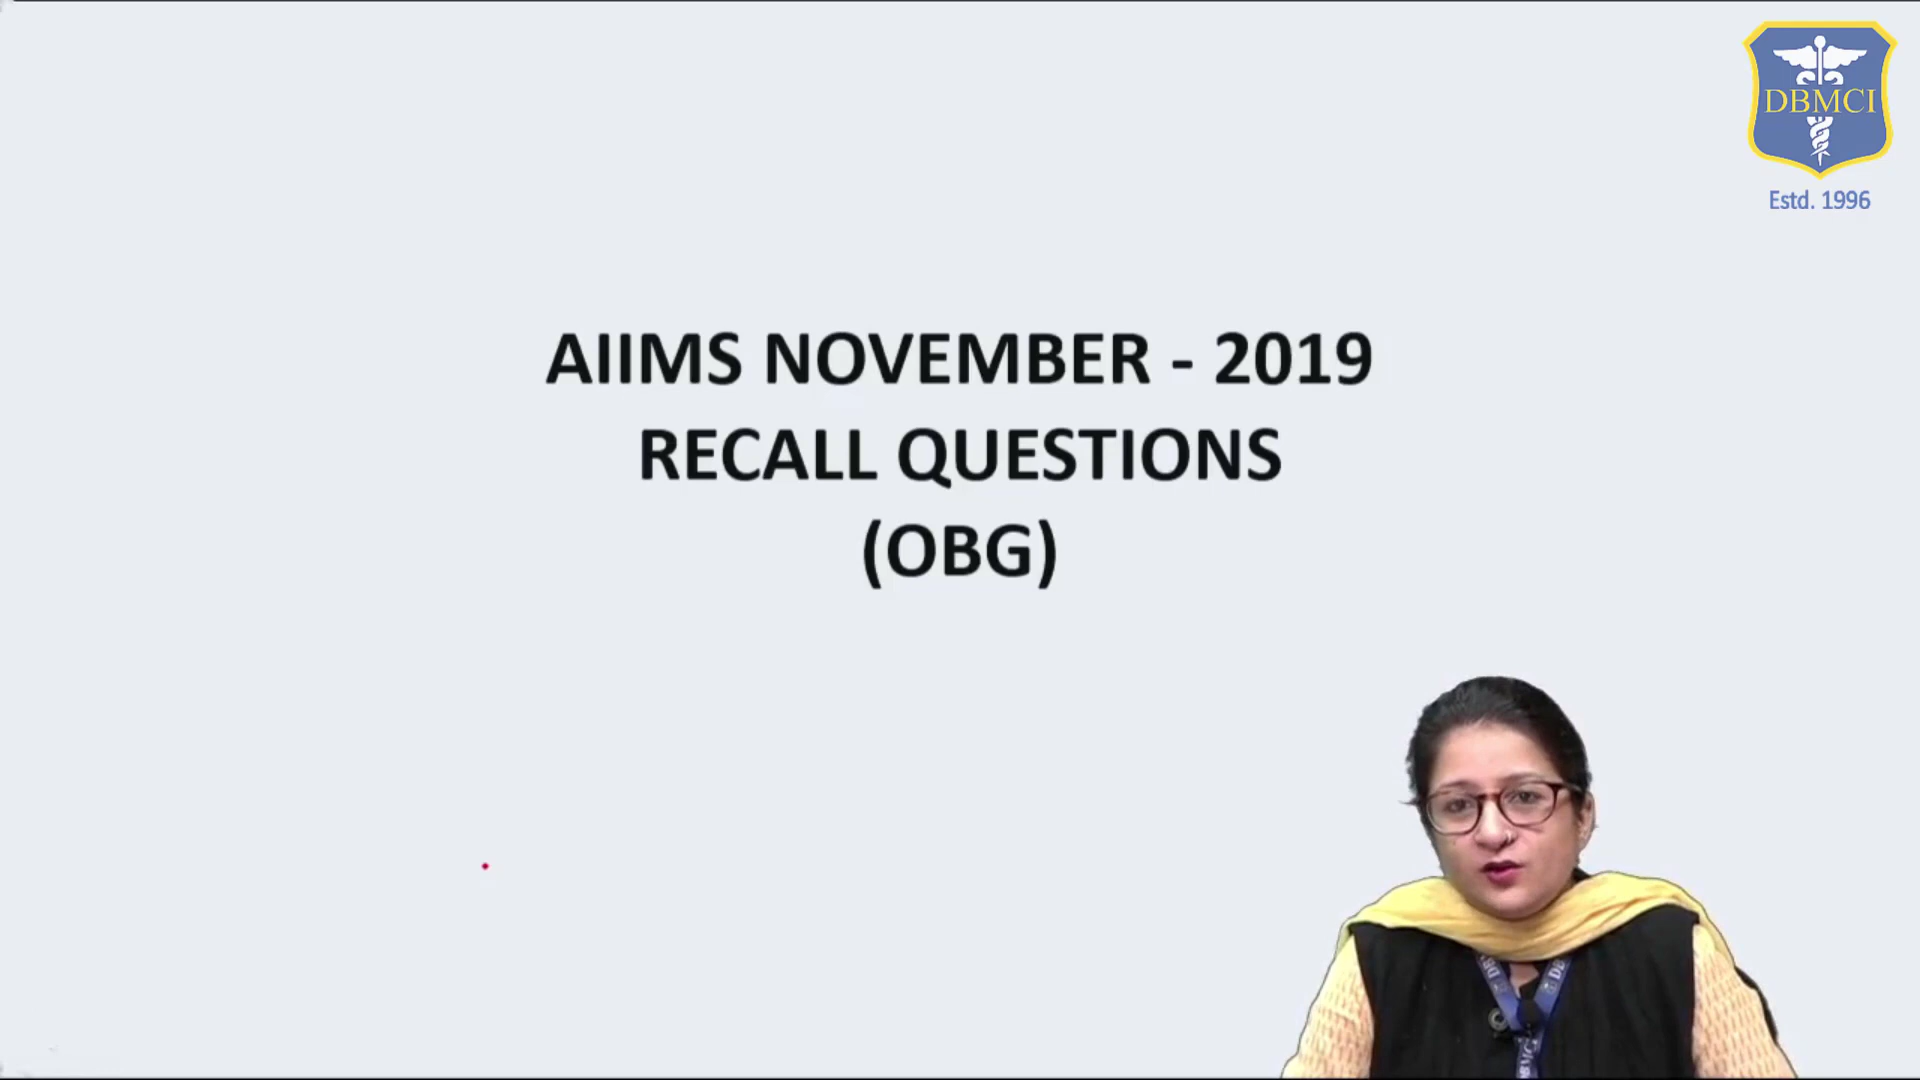 DBMCI
Estd. 1996
AIIMS NOVEMBER - 2019
RECALL QUESTIONS
(OBG)